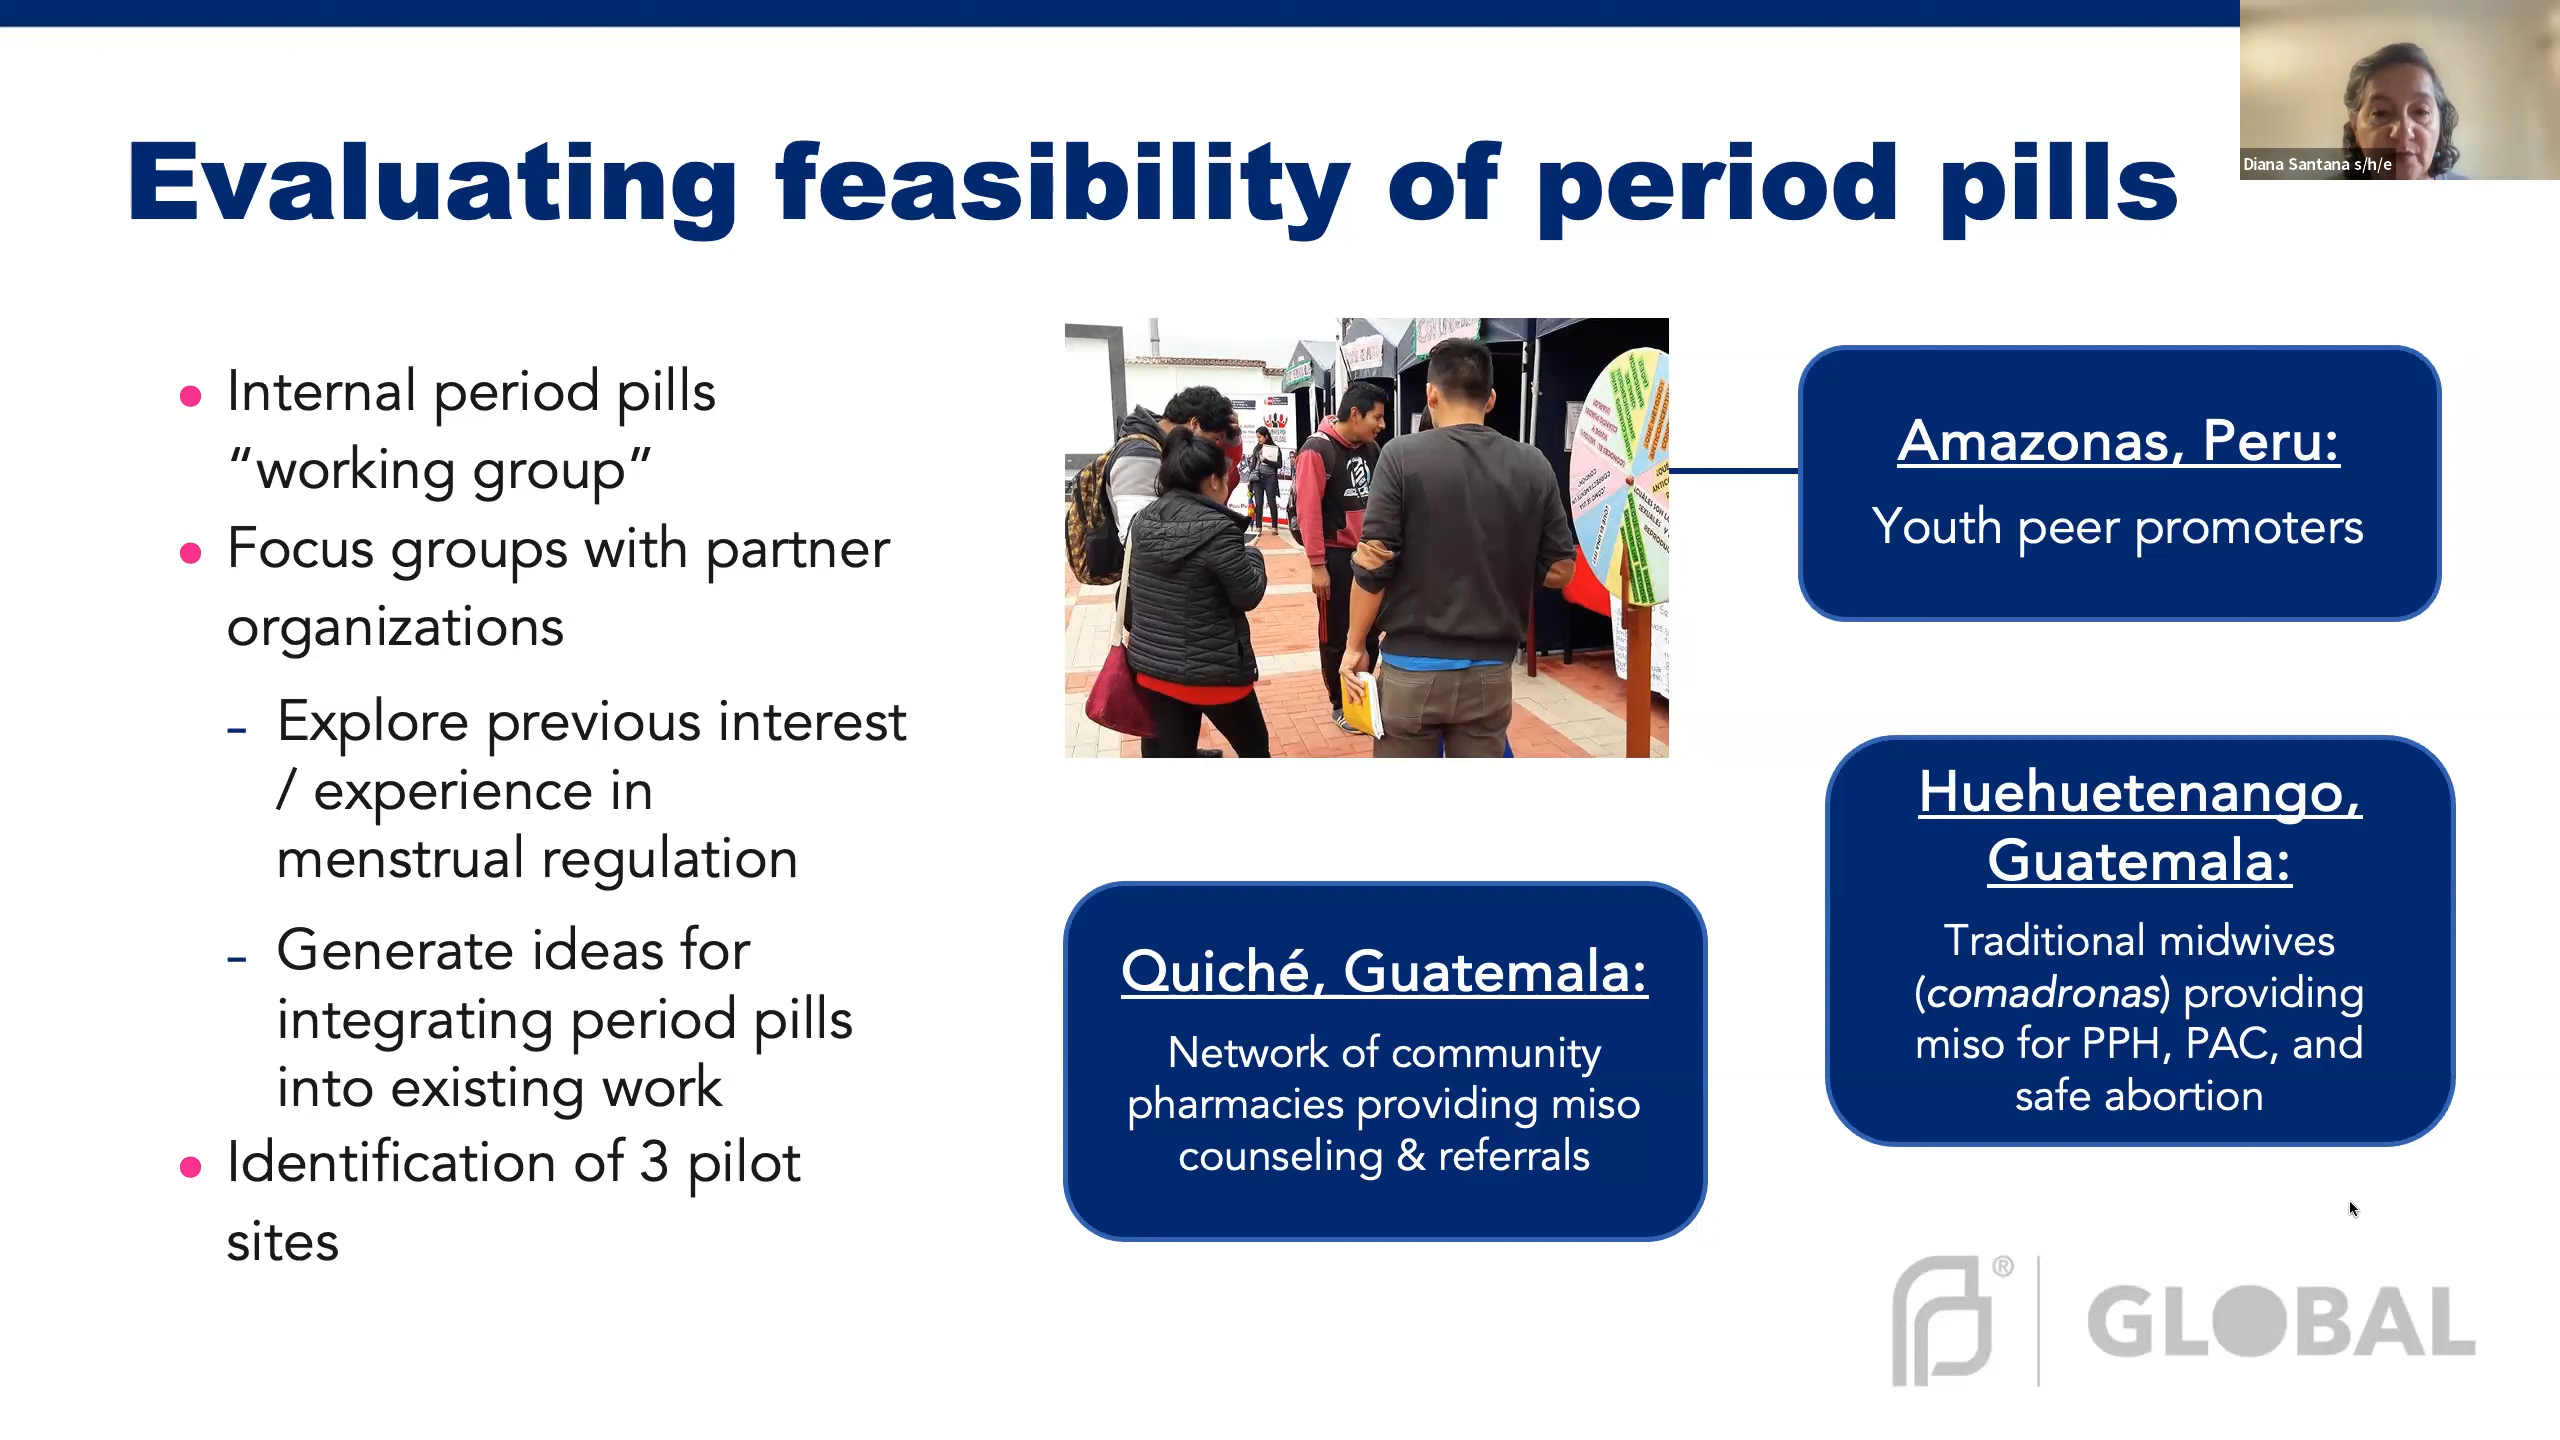 Evaluating feasibility of period pills
Diana Santana s/h/e
Internal period pills
“working group”
Focus groups with partner
organizations
– Explore previous interest
/ experience in
menstrual regulation
– Generate ideas for
integrating period pills
into existing work
Identification of 3 pilot
sites
Amazonas, Peru:
Youth peer promoters
Quiché, Guatemala:
Network of community
pharmacies providing miso
counseling & referrals
Huehuetenango,
Guatemala:
Traditional midwives
(comadronas) providing
miso for PPH, PAC, and
safe abortion
® GLOBAL